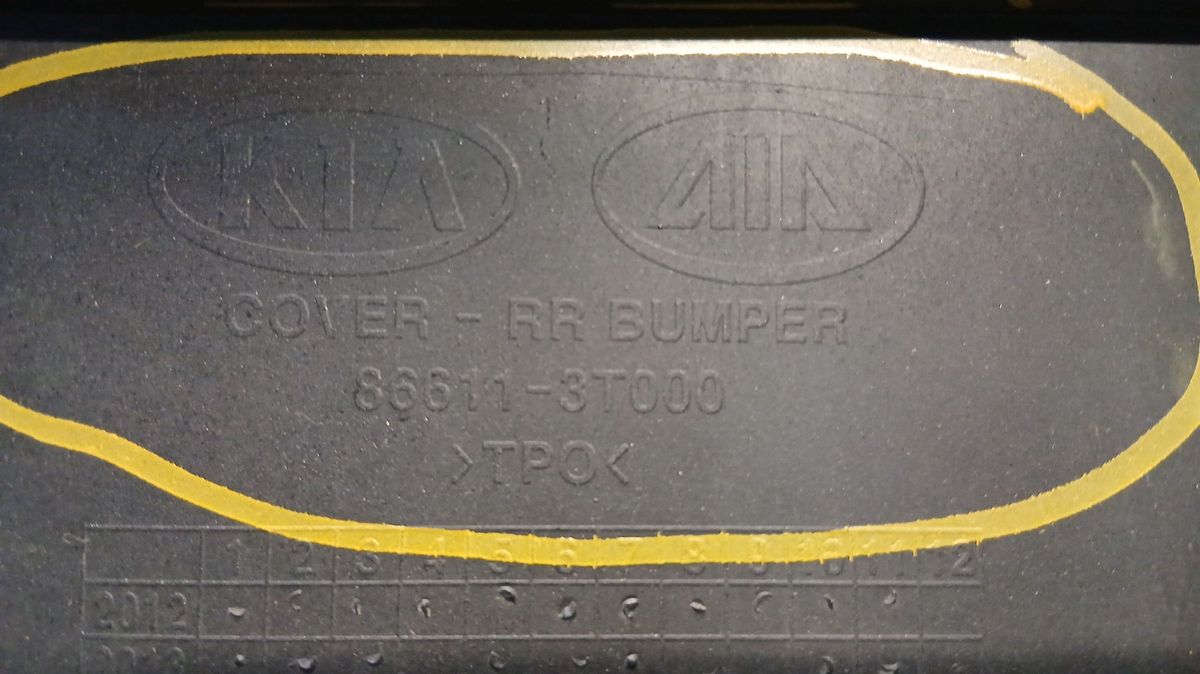 KIA
COVER - RR BUMPER
86611-3T000
>TPO<
1 2 3 4 5 6 7 8 9 10 11 12
2012
2013